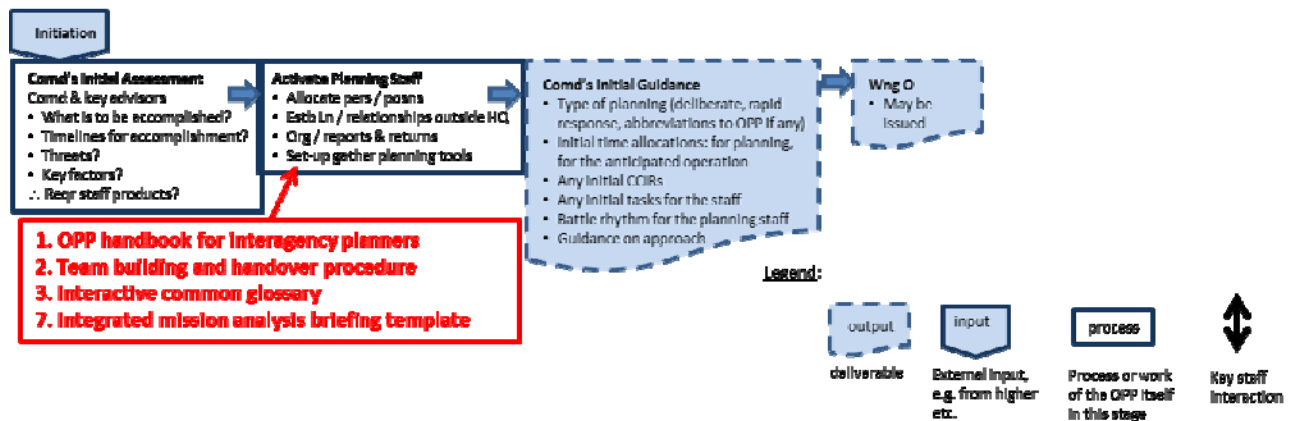 Initiation
Comd's Initial Assessment
Comd & key advisors
• What is to be accomplished?
• Timelines for accomplishment?
• Threats?
• Key factors?
∴ Reqr staff products?
Activate Planning Staff
• Allocate pers / posns
• Estb Ln / relationships outside HQ,
• Org / reports & returns
• Set-up gather planning tools
Comd's Initial Guidance
• Type of planning (deliberate, rapid
response, abbreviations to OPP if any)
• Initial time allocations: for planning,
for the anticipated operation
• Any initial CCIRs
• Any initial tasks for the staff
• Battle rhythm for the planning staff
• Guidance on approach
Wng O
• May be
issued
1. OPP handbook for interagency planners
2. Team building and handover procedure
3. Interactive common glossary
7. Integrated mission analysis briefing template
Legend:
output
deliverable
input
External input,
e.g. from higher
etc.
process
Process or work
of the OPP itself
in this stage
Key staff
interaction